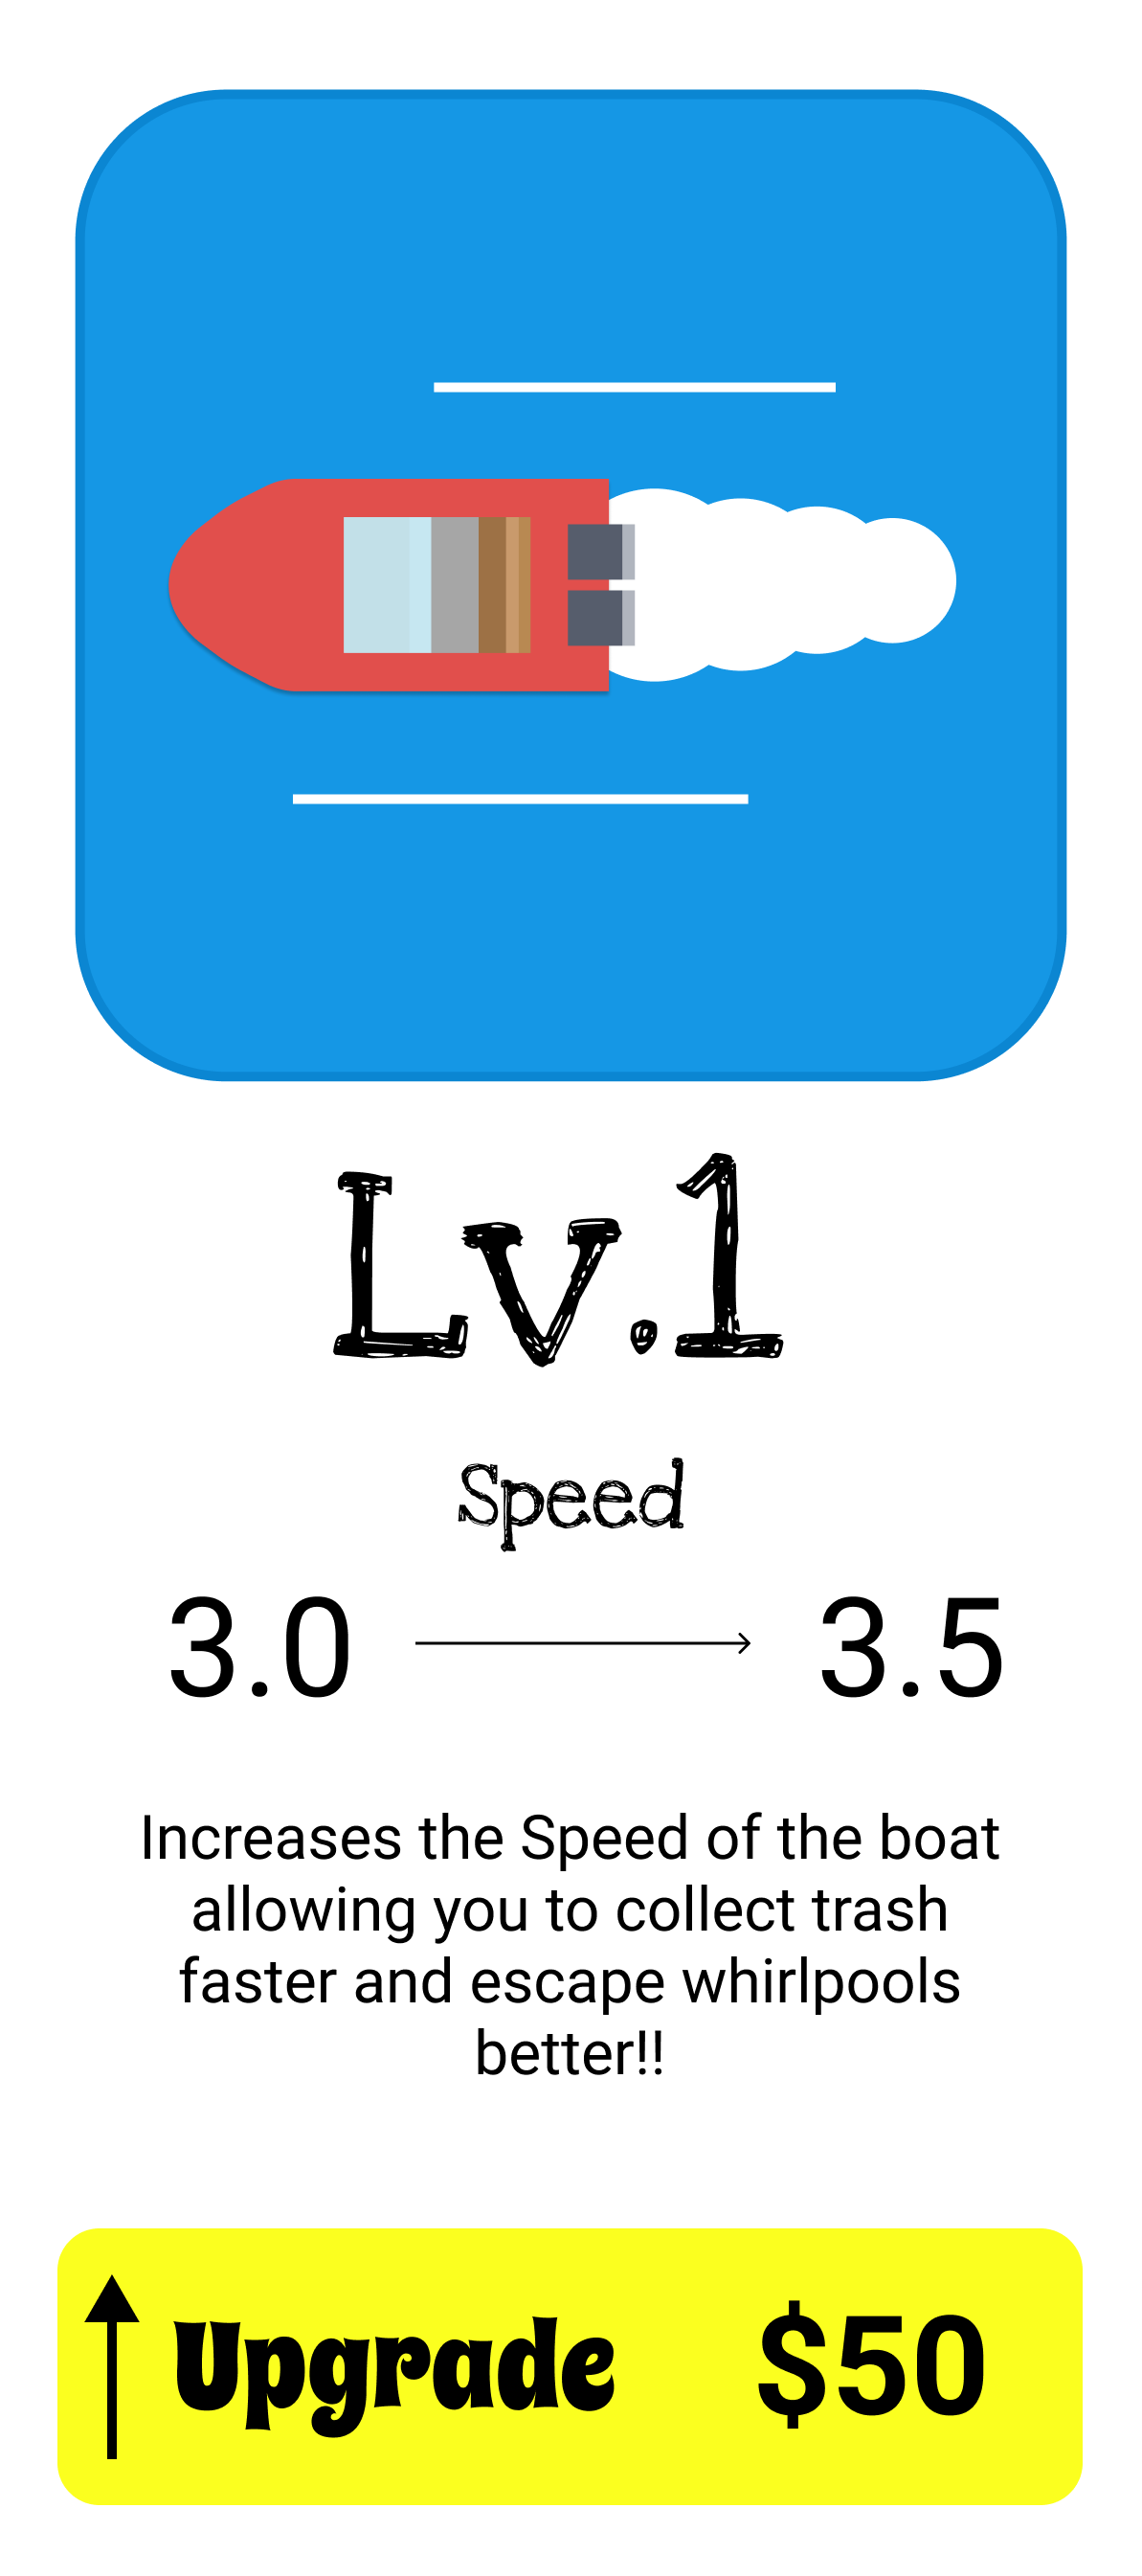 Lv.1
Speed
3.0 3.5
Increases the Speed of the boat
allowing you to collect trash
faster and escape whirlpools
better!!
Upgrade $50